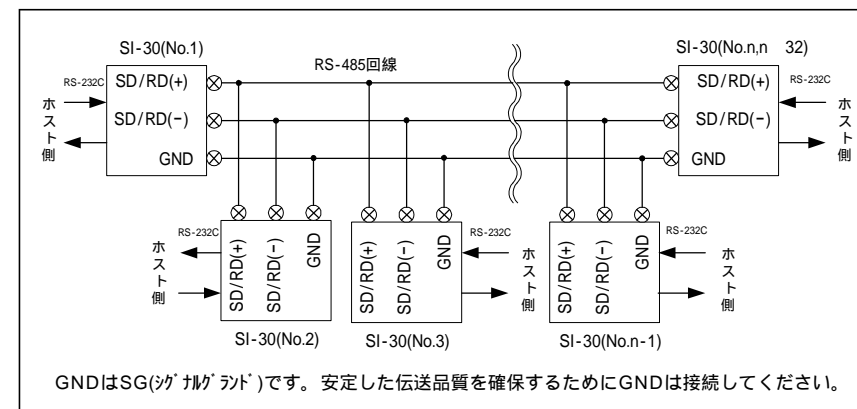 SI-30(No.1)
SI-30(No.n,n 32)
RS-485回線
RS-232C
SD/RD(+)
SD/RD(-)
GND
ホスト側
SD/RD(+)
SD/RD(-)
GND
RS-232C
ホスト側
RS-232C
ホスト側
SD/RD(+)
SD/RD(-)
GND
SI-30(No.2)
SD/RD(+)
SD/RD(-)
GND
RS-232C
ホスト側
SI-30(No.3)
SD/RD(+)
SD/RD(-)
GND
RS-232C
ホスト側
SI-30(No.n-1)
GNDはSG(ｼｸﾞﾅﾙｸﾞﾗﾝﾄﾞ)です。安定した伝送品質を確保するためにGNDは接続してください。